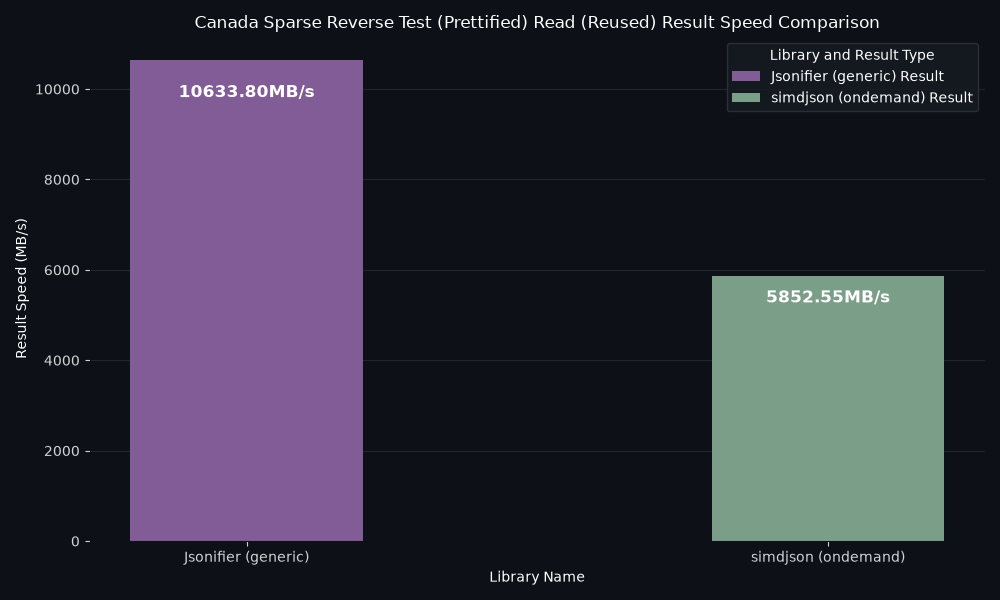 Canada Sparse Reverse Test (Prettified) Read (Reused) Result Speed Comparison
Library and Result Type
Jsonifier (generic) Result
simdjson (ondemand) Result
10633.80MB/s
5852.55MB/s
Result Speed (MB/s)
10000
8000
6000
4000
2000
0
Jsonifier (generic)
simdjson (ondemand)
Library Name